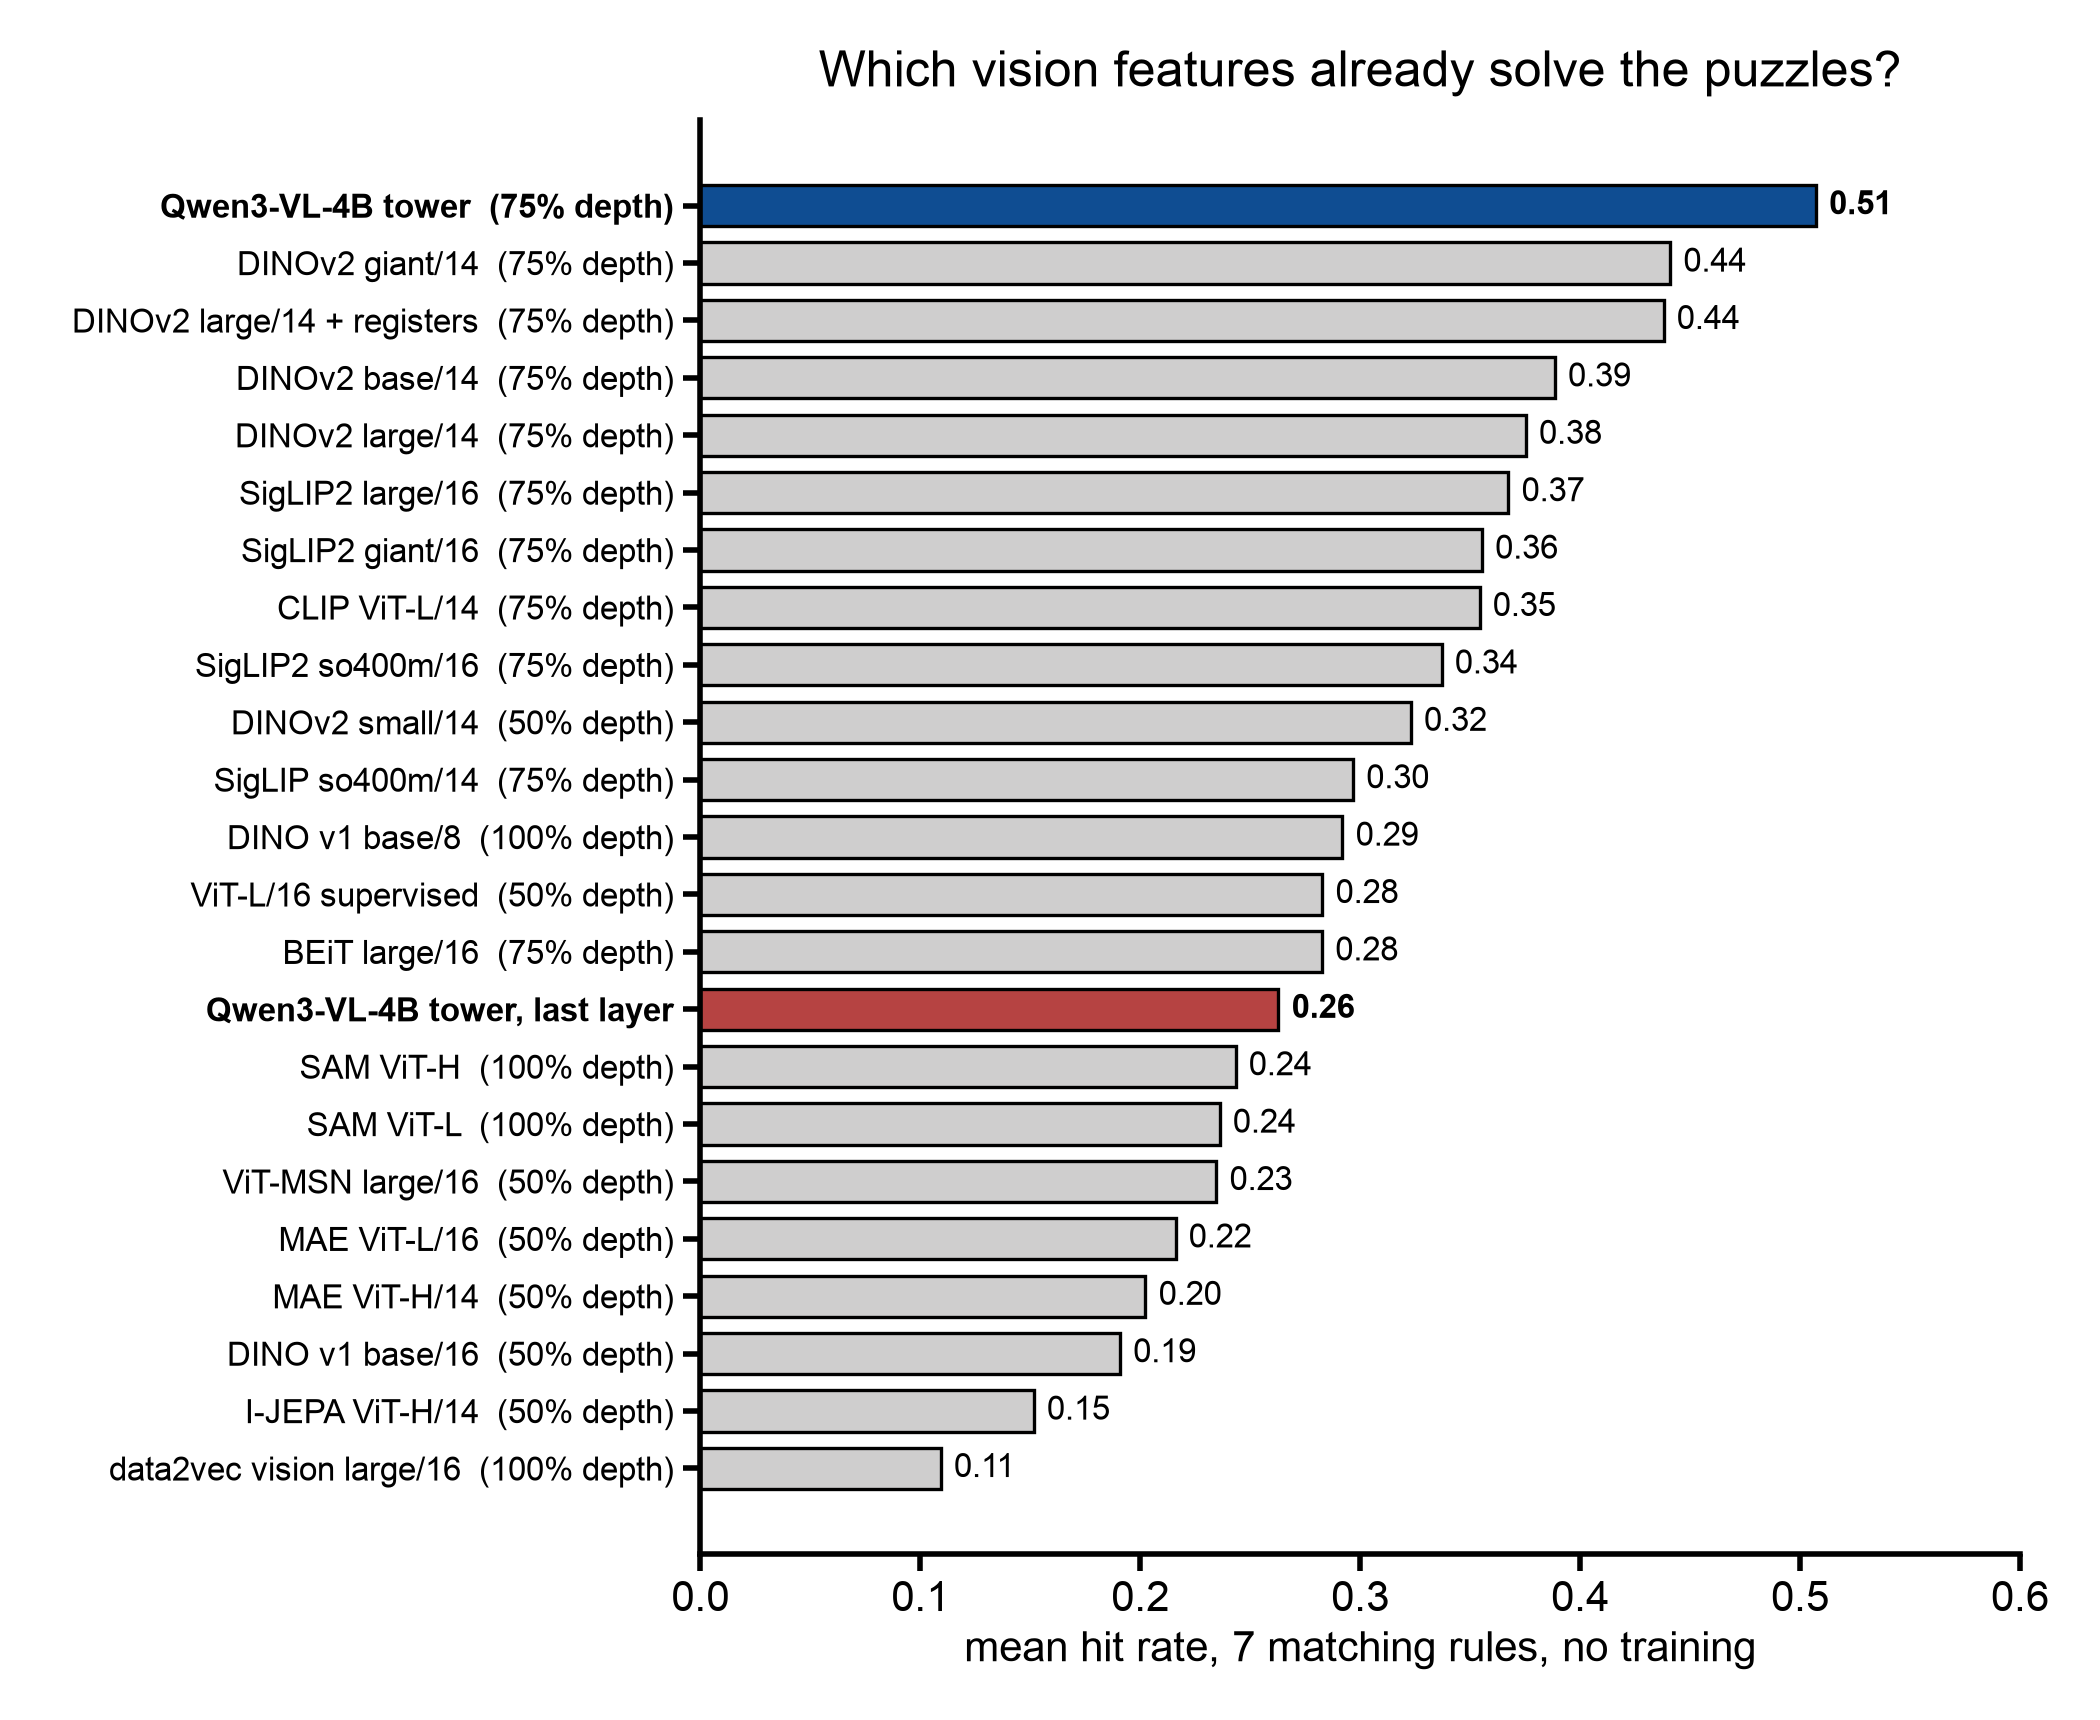 Which vision features already solve the puzzles?
Qwen3-VL-4B tower (75% depth) 0.51
DINOv2 giant/14 (75% depth) 0.44
DINOv2 large/14 + registers (75% depth) 0.44
DINOv2 base/14 (75% depth) 0.39
DINOv2 large/14 (75% depth) 0.38
SigLIP2 large/16 (75% depth) 0.37
SigLIP2 giant/16 (75% depth) 0.36
CLIP ViT-L/14 (75% depth) 0.35
SigLIP2 so400m/16 (75% depth) 0.34
DINOv2 small/14 (50% depth) 0.32
SigLIP so400m/14 (75% depth) 0.30
DINO v1 base/8 (100% depth) 0.29
ViT-L/16 supervised (50% depth) 0.28
BEiT large/16 (75% depth) 0.28
Qwen3-VL-4B tower, last layer 0.26
SAM ViT-H (100% depth) 0.24
SAM ViT-L (100% depth) 0.24
ViT-MSN large/16 (50% depth) 0.23
MAE ViT-L/16 (50% depth) 0.22
MAE ViT-H/14 (50% depth) 0.20
DINO v1 base/16 (50% depth) 0.19
I-JEPA ViT-H/14 (50% depth) 0.15
data2vec vision large/16 (100% depth) 0.11
0.0 0.1 0.2 0.3 0.4 0.5 0.6
mean hit rate, 7 matching rules, no training